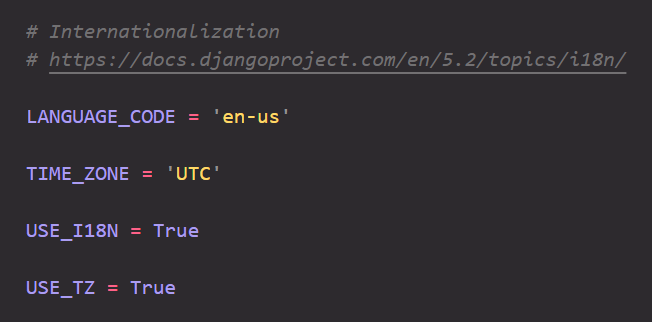 # Internationalization
# https://docs.djangoproject.com/en/5.2/topics/i18n/
LANGUAGE_CODE = 'en-us'
TIME_ZONE = 'UTC'
USE_I18N = True
USE_TZ = True